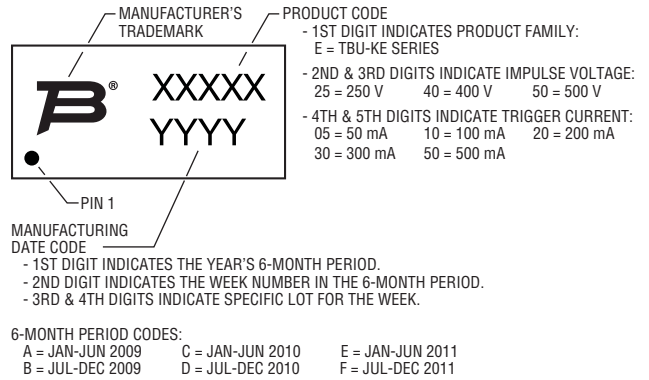 MANUFACTURER'S
TRADEMARK
PRODUCT CODE
- 1ST DIGIT INDICATES PRODUCT FAMILY:
E = TBU-KE SERIES
- 2ND & 3RD DIGITS INDICATE IMPULSE VOLTAGE:
25 = 250 V 40 = 400 V 50 = 500 V
- 4TH & 5TH DIGITS INDICATE TRIGGER CURRENT:
05 = 50 mA 10 = 100 mA 20 = 200 mA
30 = 300 mA 50 = 500 mA
B®
XXXXX
YYYY
PIN 1
MANUFACTURING
DATE CODE
- 1ST DIGIT INDICATES THE YEAR'S 6-MONTH PERIOD.
- 2ND DIGIT INDICATES THE WEEK NUMBER IN THE 6-MONTH PERIOD.
- 3RD & 4TH DIGITS INDICATE SPECIFIC LOT FOR THE WEEK.
6-MONTH PERIOD CODES:
A = JAN-JUN 2009 C = JAN-JUN 2010 E = JAN-JUN 2011
B = JUL-DEC 2009 D = JUL-DEC 2010 F = JUL-DEC 2011